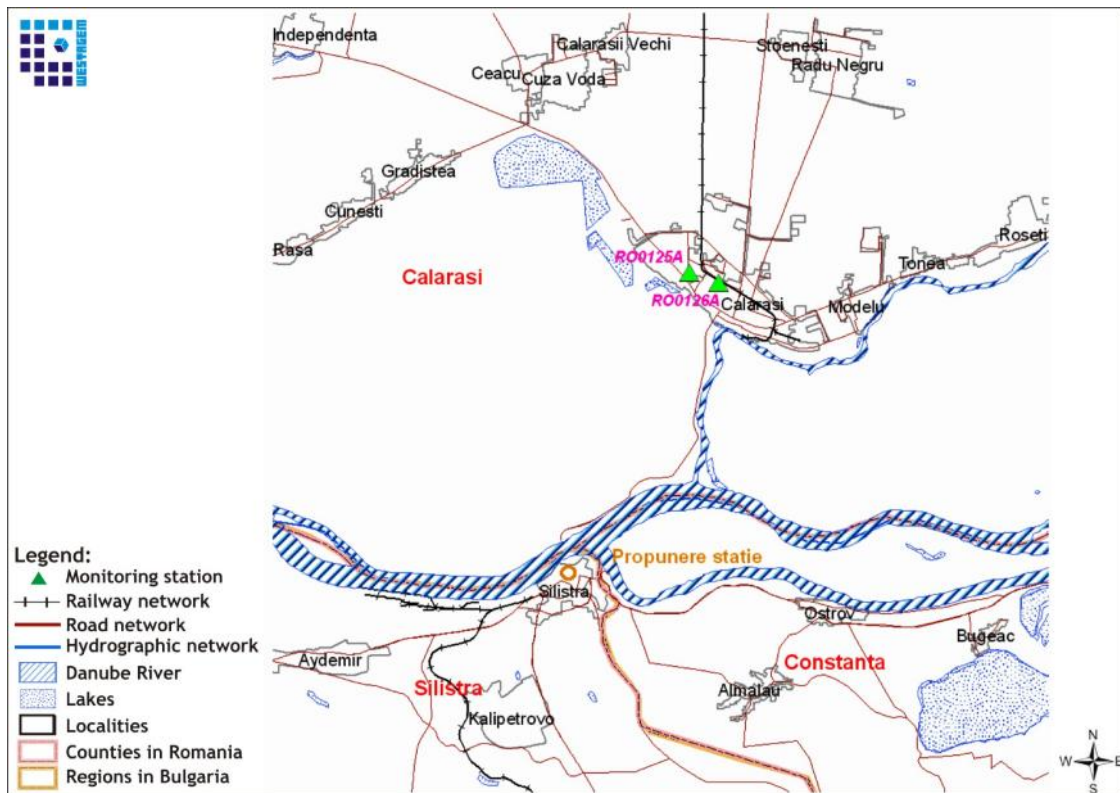 WESTAGEM
Independenta
Calarasii Vechi
Stoenesti
Ceacu
Cuza Voda
Radu Negru
Gradistea
Cunesti
Rasa
Roseti
RO0125A
Tonea
Calarasi
RO0126A
Calarasi
Modelu
Propunere statie
Silistra
Ostrov
Bugeac
Aydemir
Constanta
Silistra
Almalau
Kalipetrovo
Legend:
Monitoring station
Railway network
Road network
Hydrographic network
Danube River
Lakes
Localities
Counties in Romania
Regions in Bulgaria
N
W E
S